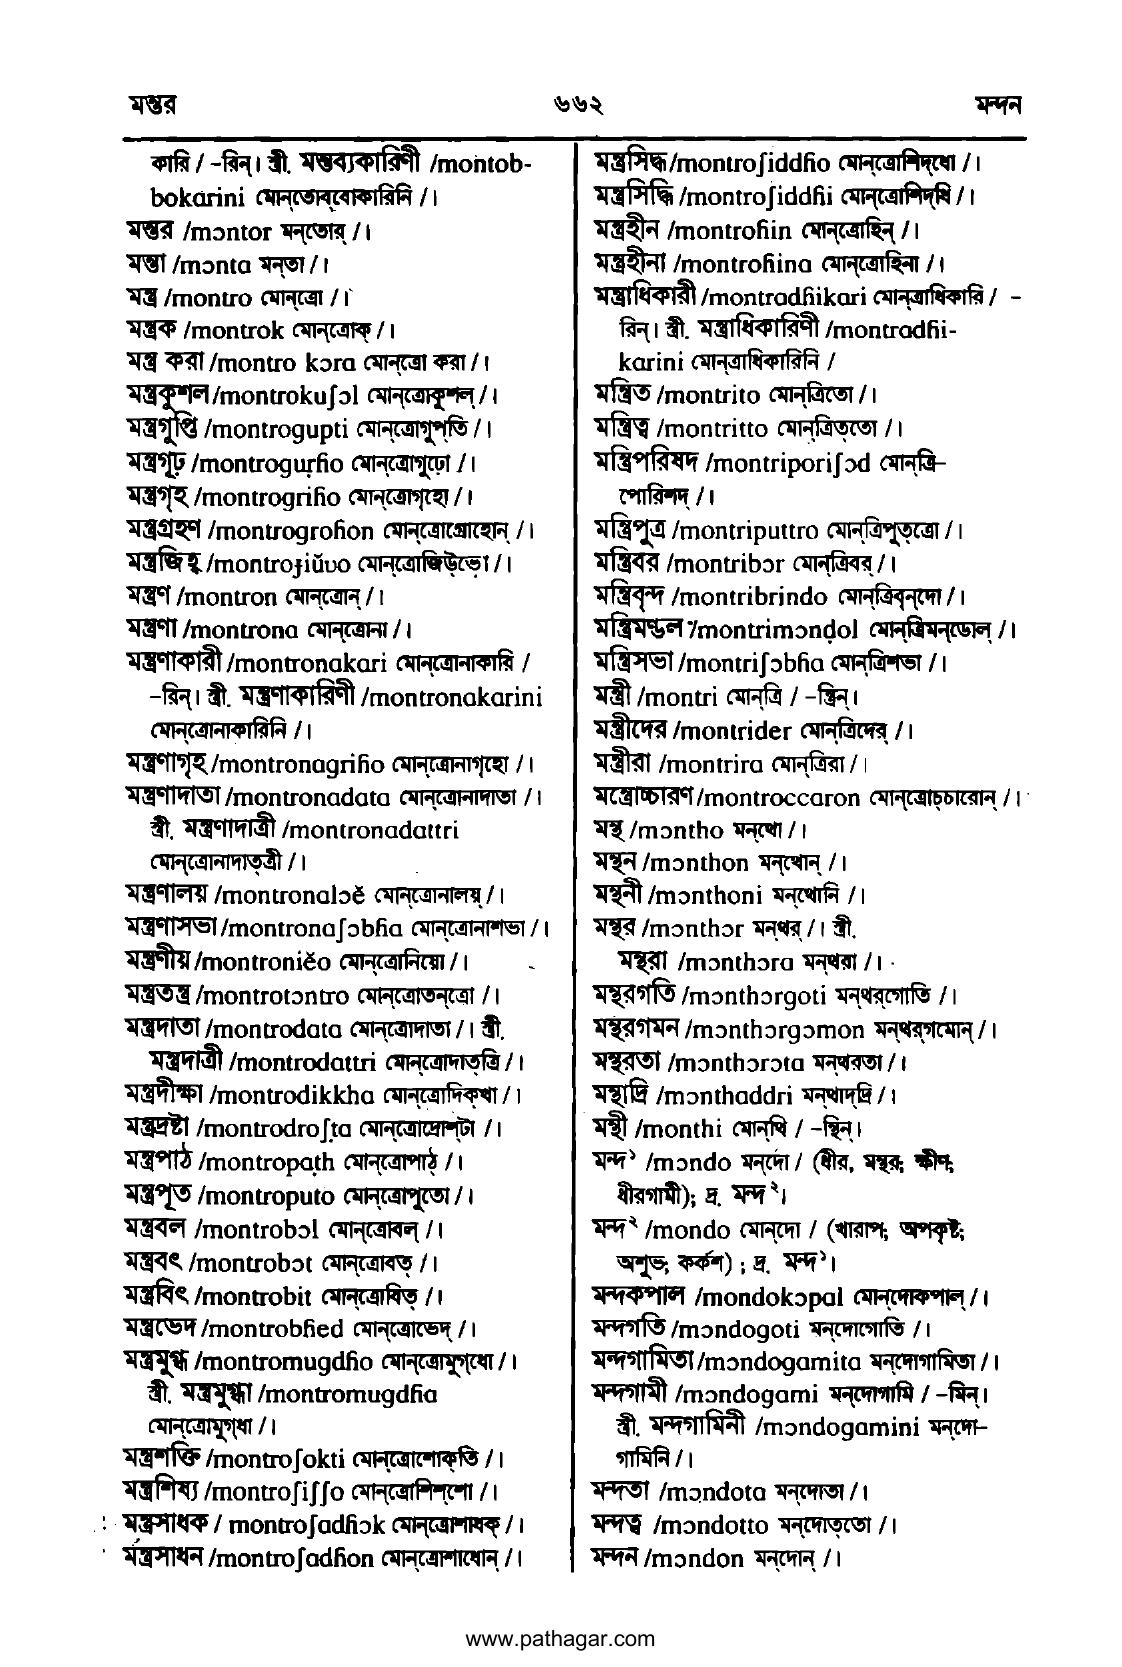 মন্তর ৬৬২ মন্দন
কারি / -রিন্। স্ত্রী. মন্তব্যকারিণী /montob-
bokarini মোন্‌তোব্‌বোকারিনি /।
মন্তর /mɔntor মন্‌তোর্ /।
মন্তা /mɔnta মন্‌তা /।
মন্ত্র /montro মোন্‌ত্রো /।
মন্ত্রক /montrok মোন্‌ত্রোক্ /।
মন্ত্র করা /montro kɔra মোন্‌ত্রো করা /।
মন্ত্রকুশল /montrokuʃɔl মোন্‌ত্রোকুশল্ /।
মন্ত্রগুপ্তি /montrogupti মোন্‌ত্রোগুপ্‌তি /।
মন্ত্রগূঢ় /montroguṛɦo মোন্‌ত্রোগুঢ়ো /।
মন্ত্রগৃহ /montrogriɦo মোন্‌ত্রোগৃহো /।
মন্ত্রগ্রহণ /montrogroɦon মোন্‌ত্রোগ্রোহোন্ /।
মন্ত্রজিহ্ব /montroɟiŭʋo মোন্‌ত্রোজিউ্‌ভো /।
মন্ত্রণ /montron মোন্‌ত্রোন্ /।
মন্ত্রণা /montrona মোন্‌ত্রোনা /।
মন্ত্রণাকারী /montronakari মোন্‌ত্রোনাকারি /
-রিন্। স্ত্রী. মন্ত্রণাকারিণী /montronakarini
মোন্‌ত্রোনাকারিনি /।
মন্ত্রণাগৃহ /montronagriɦo মোন্‌ত্রোনাগৃহো /।
মন্ত্রণাদাতা /montronadata মোন্‌ত্রোনাদাতা /।
স্ত্রী. মন্ত্রণাদাত্রী /montronadattri
মোন্‌ত্রোনাদাত্‌ত্রী /।
মন্ত্রণালয় /montronalɔĕ মোন্‌ত্রোনালয়্ /।
মন্ত্রণাসভা /montronaʃɔbɦa মোন্‌ত্রোনাশভা /।
মন্ত্রণীয় /montroniĕo মোন্‌ত্রোনিয়ো /।
মন্ত্রতন্ত্র /montrotɔntro মোন্‌ত্রোতন্‌ত্রো /।
মন্ত্রদাতা /montrodata মোন্‌ত্রোদাতা /। স্ত্রী.
মন্ত্রদাত্রী /montrodattri মোন্‌ত্রোদাত্‌ত্রি /।
মন্ত্রদীক্ষা /montrodikkha মোন্‌ত্রোদিক্‌খা /।
মন্ত্রদ্রষ্টা /montrodroʃṭa মোন্‌ত্রোদ্রোশ্‌টা /।
মন্ত্রপাঠ /montropaṭh মোন্‌ত্রোপাঠ্ /।
মন্ত্রপূত /montroputo মোন্‌ত্রোপুতো /।
মন্ত্রবল /montrobɔl মোন্‌ত্রোবল্ /।
মন্ত্রবৎ /montrobɔt মোন্‌ত্রোবত্ /।
মন্ত্রবিৎ /montrobit মোন্‌ত্রোবিত্ /।
মন্ত্রভেদ /montrobɦed মোন্‌ত্রোভেদ্ /।
মন্ত্রমুগ্ধ /montromugdɦo মোন্‌ত্রোমুগ্‌ধো /।
স্ত্রী. মন্ত্রমুগ্ধা /montromugdɦa
মোন্‌ত্রোমুগ্‌ধা /।
মন্ত্রশক্তি /montroʃokti মোন্‌ত্রোশোক্‌তি /।
মন্ত্রশিষ্য /montroʃiʃʃo মোন্‌ত্রোশিশ্‌শো /।
মন্ত্রসাধক / montroʃadɦɔk মোন্‌ত্রোশাধক্ /।
মন্ত্রসাধন /montroʃadɦon মোন্‌ত্রোশাধোন্ /।
মন্ত্রসিদ্ধ /montroʃiddɦo মোন্‌ত্রোশিদ্‌ধো /।
মন্ত্রসিদ্ধি /montroʃiddɦi মোন্‌ত্রোশিদ্‌ধি /।
মন্ত্রহীন /montroɦin মোন্‌ত্রোহিন্ /।
মন্ত্রহীনা /montroɦina মোন্‌ত্রোহিনা /।
মন্ত্রাধিকারী /montradɦikari মোন্‌ত্রাধিকারি / -
রিন্। স্ত্রী. মন্ত্রাধিকারিণী /montradɦi-
karini মোন্‌ত্রাধিকারিনি /
মন্ত্রিত /montrito মোন্‌ত্রিতো /।
মন্ত্রিত্ব /montritto মোন্‌ত্রিত্‌তো /।
মন্ত্রিপরিষদ /montriporiʃɔd মোন্‌ত্রি-
পোরিশদ্ /।
মন্ত্রিপুত্র /montriputtro মোন্‌ত্রিপুত্‌ত্রো /।
মন্ত্রিবর /montribɔr মোন্‌ত্রিবর্ /।
মন্ত্রিবৃন্দ /montribrindo মোন্‌ত্রিবৃন্‌দো /।
মন্ত্রিমণ্ডল /montrimɔnḍol মোন্‌ত্রিমন্‌ডোল্ /।
মন্ত্রিসভা /montriʃɔbɦa মোন্‌ত্রিশভা /।
মন্ত্রী /montri মোন্‌ত্রি / -ন্ত্রিন্।
মন্ত্রীদের /montrider মোন্‌ত্রিদের্ /।
মন্ত্রীরা /montrira মোন্‌ত্রিরা /।
মন্ত্রোচ্চারণ /montroccaron মোন্‌ত্রোচ্‌চারোন্ /।
মন্থ /mɔntho মন্‌থো /।
মন্থন /mɔnthon মন্‌থোন্ /।
মন্থনী /mɔnthoni মন্‌থোনি /।
মন্থর /mɔnthɔr মন্‌থর্ /। স্ত্রী.
মন্থরা /mɔnthɔra মন্‌থরা /।
মন্থরগতি /mɔnthɔrgoti মন্‌থর্‌গোতি /।
মন্থরগমন /mɔnthɔrgɔmon মন্‌থর্‌গমোন্ /।
মন্থরতা /mɔnthɔrɔta মন্‌থরতা /।
মন্থাদ্রি /mɔnthaddri মন্‌থাদ্‌দ্রি /।
মন্থী /monthi মোন্‌থি / -ন্থিন্।
মন্দ¹ /mɔndo মন্‌দো / (ধীর, মন্থর; ক্ষীণ;
ধীরগামী); দ্র. মন্দ²।
মন্দ² /mondo মোন্‌দো / (খারাপ; অপকৃষ্ট;
অশুভ; কর্কশ) ; দ্র. মন্দ¹।
মন্দকপাল /mondokɔpal মোন্‌দোকপাল্ /।
মন্দগতি /mɔndogoti মন্‌দোগোতি /।
মন্দগামিতা /mɔndogamita মন্‌দোগামিতা /।
মন্দগামী /mɔndogami মন্‌দোগামি / -মিন্।
স্ত্রী. মন্দগামিনী /mɔndogamini মন্‌দো-
গামিনি /।
মন্দতা /mɔndota মন্‌দোতা /।
মন্দত্ব /mɔndotto মন্‌দোত্‌তো /।
মন্দন /mɔndon মন্‌দোন্ /।
www.pathagar.com